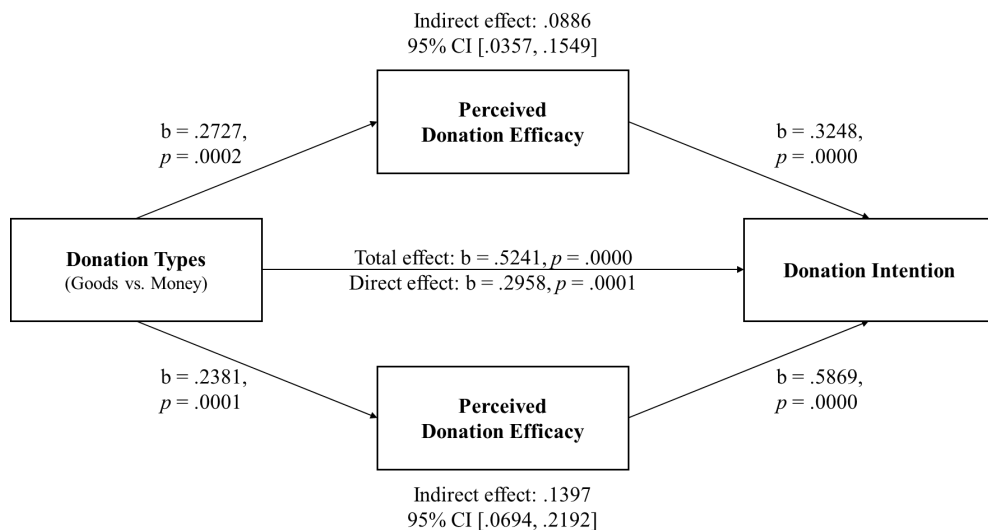 Indirect effect: .0886
95% CI [.0357, .1549]
Perceived
Donation Efficacy
b = .2727,
p = .0002
b = .3248,
p = .0000
Donation Types
(Goods vs. Money)
Total effect: b = .5241, p = .0000
Direct effect: b = .2958, p = .0001
Donation Intention
b = .2381,
p = .0001
b = .5869,
p = .0000
Perceived
Donation Efficacy
Indirect effect: .1397
95% CI [.0694, .2192]